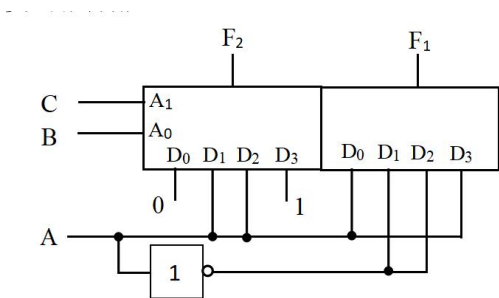 F₂ F₁
C A₁
B A₀
D₀ D₁ D₂ D₃ D₀ D₁ D₂ D₃
0 1
A
1